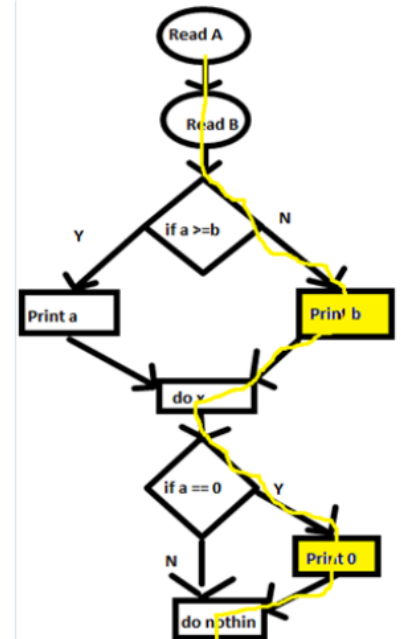 Read A
Read B
if a >=b
Y
N
Print a
Print b
do x
if a == 0
Y
N
Print 0
do nothin